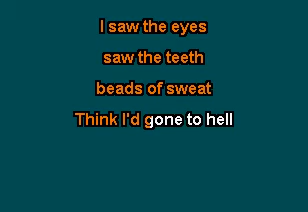 I saw the eyes
saw the teeth
beads of sweat
Think I'd gone to hell